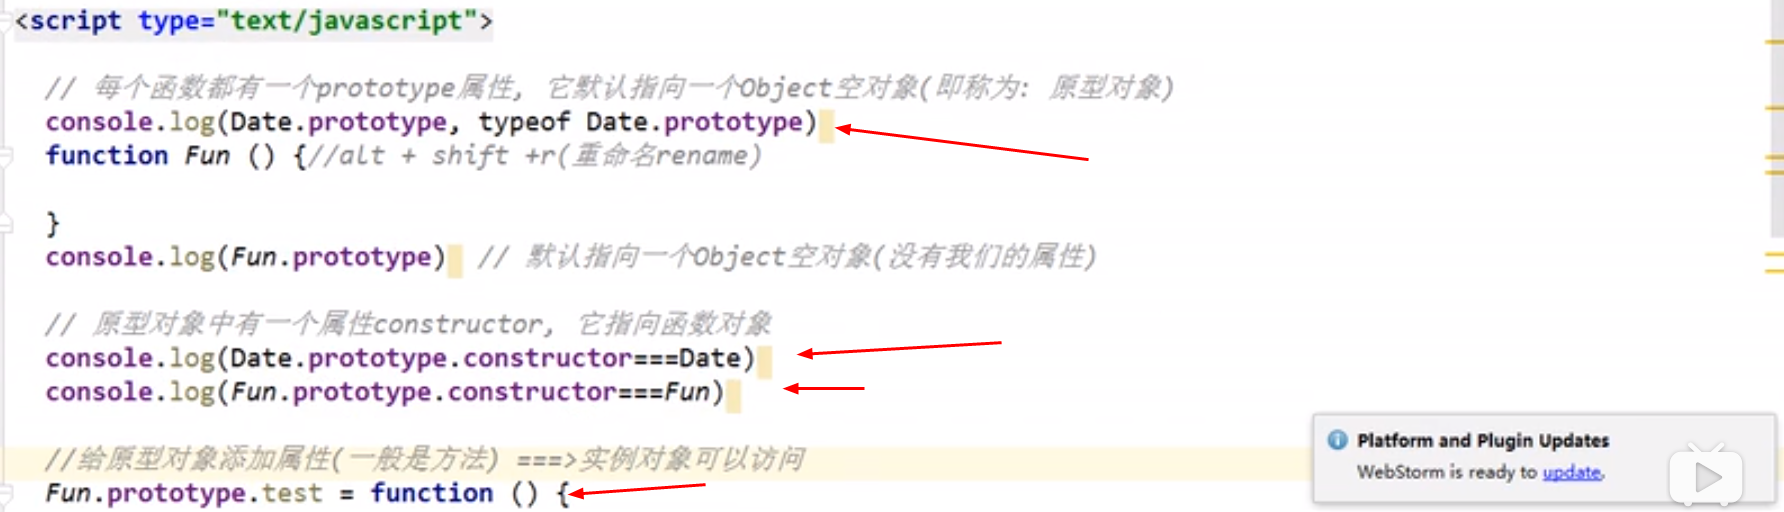 <script type="text/javascript">
// 每个函数都有一个prototype属性, 它默认指向一个Object空对象(即称为: 原型对象)
console.log(Date.prototype, typeof Date.prototype)
function Fun () {//alt + shift +r(重命名rename)
}
console.log(Fun.prototype) // 默认指向一个Object空对象(没有我们的属性)
// 原型对象中有一个属性constructor, 它指向函数对象
console.log(Date.prototype.constructor===Date)
console.log(Fun.prototype.constructor===Fun)
//给原型对象添加属性(一般是方法) ===>实例对象可以访问
Fun.prototype.test = function () {
Platform and Plugin Updates
WebStorm is ready to update.